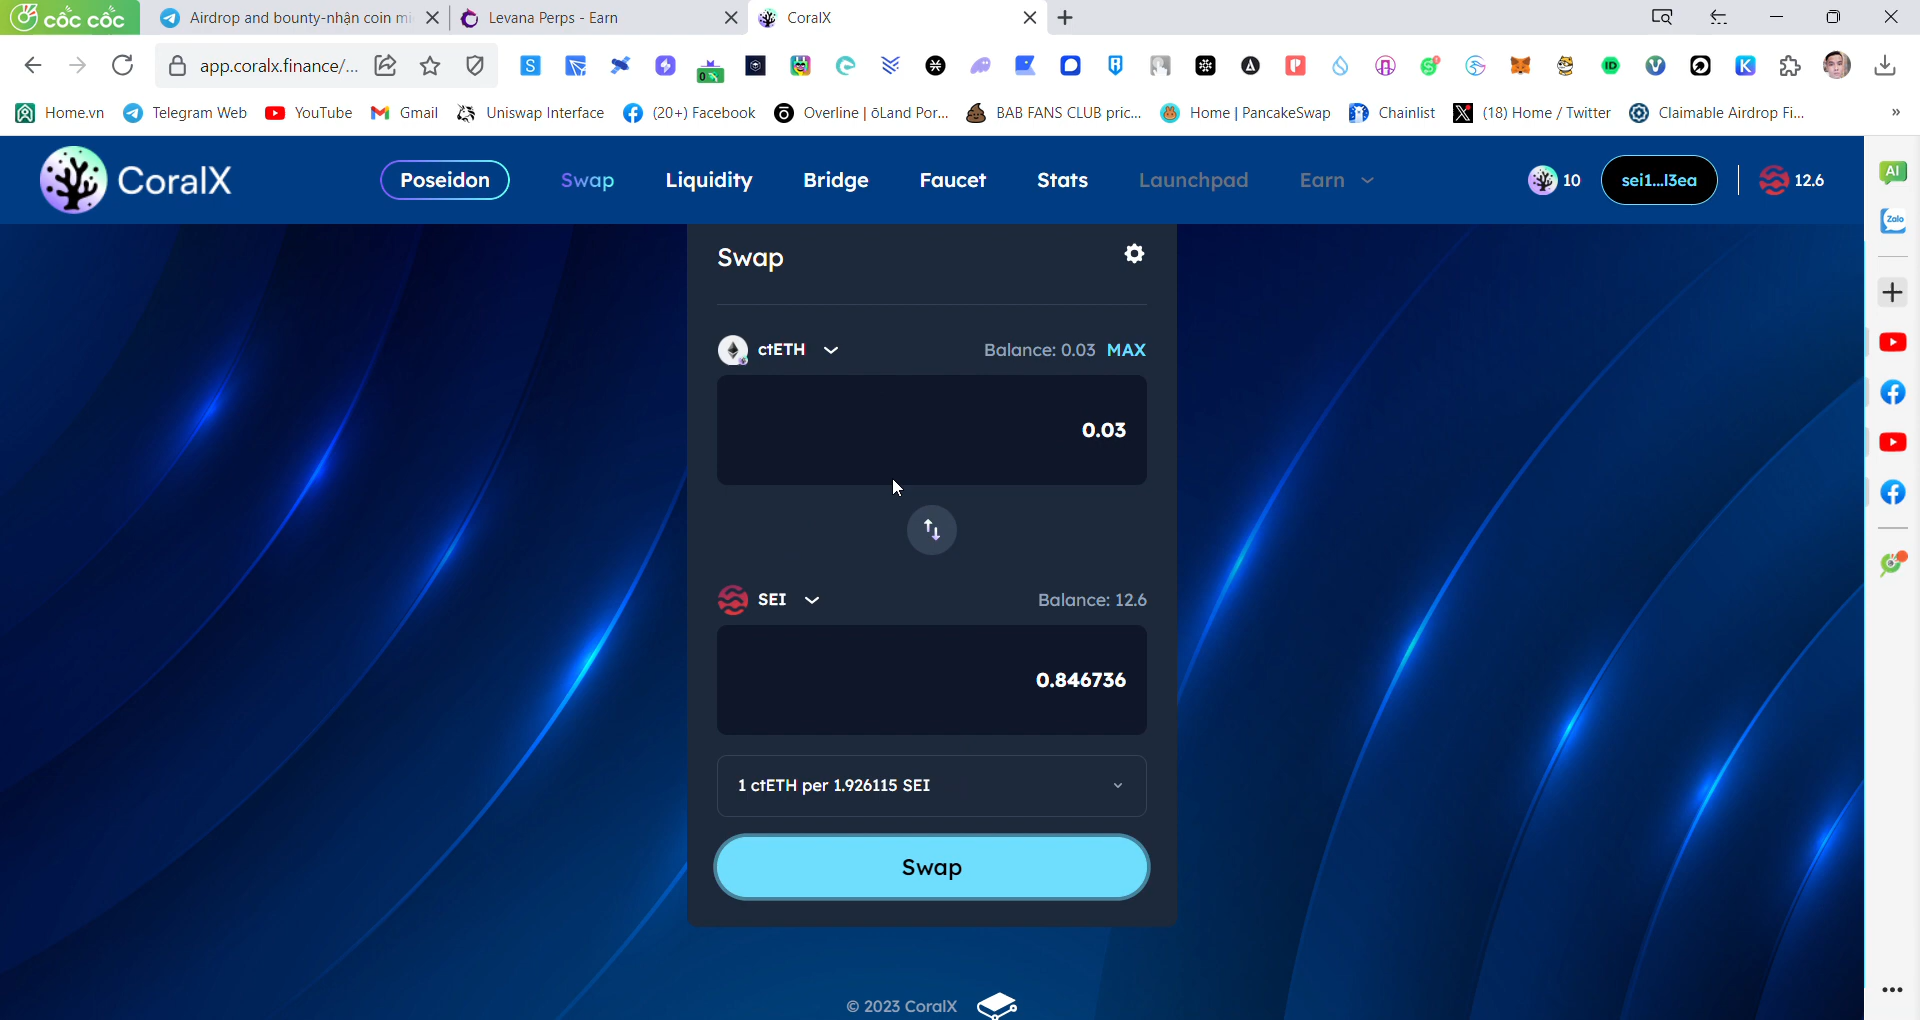 cốc cốc
Airdrop and bounty-nhận coin mi
Levana Perps - Earn
CoralX
app.coralx.finance/...
Home.vn
Telegram Web
YouTube
Gmail
Uniswap Interface
(20+) Facebook
Overline | ōLand Por...
BAB FANS CLUB pric...
Home | PancakeSwap
Chainlist
(18) Home / Twitter
Claimable Airdrop Fi...
»
CoralX
Poseidon
Swap
Liquidity
Bridge
Faucet
Stats
Launchpad
Earn
10
sei1...l3ea
12.6
AI
Zalo
Swap
ctETH
Balance: 0.03 MAX
0.03
SEI
Balance: 12.6
0.846736
1 ctETH per 1.926115 SEI
Swap
© 2023 CoralX